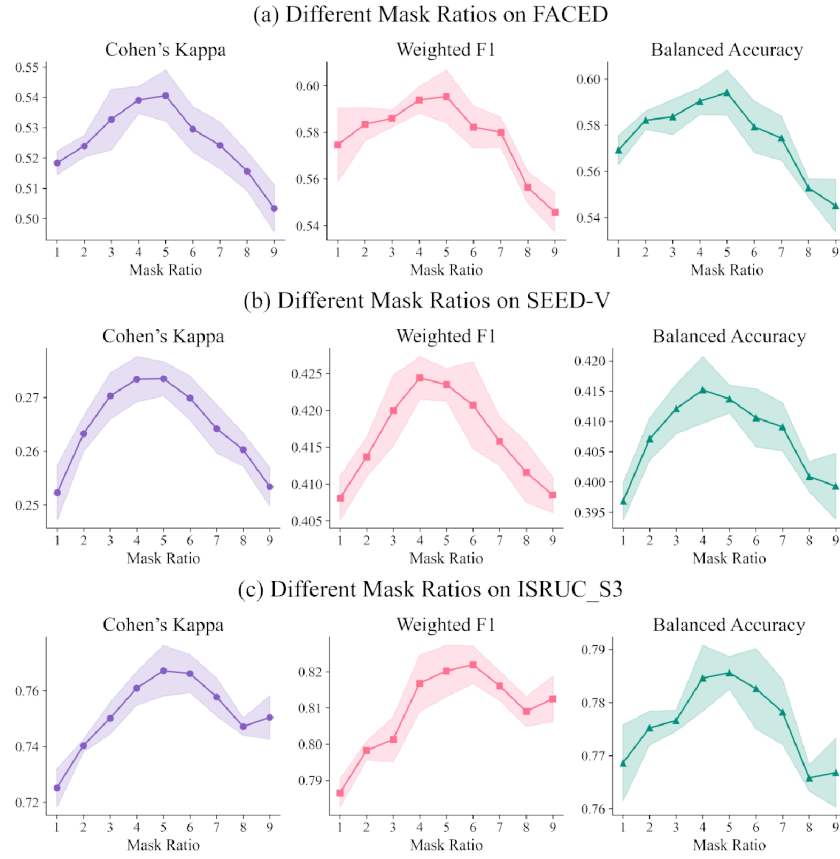 (a) Different Mask Ratios on FACED
Cohen's Kappa
Weighted F1
Balanced Accuracy
0.55
0.54
0.53
0.52
0.51
0.50
0.60
0.58
0.56
0.54
0.60
0.58
0.56
0.54
1 2 3 4 5 6 7 8 9
1 2 3 4 5 6 7 8 9
1 2 3 4 5 6 7 8 9
Mask Ratio
Mask Ratio
Mask Ratio
(b) Different Mask Ratios on SEED-V
Cohen's Kappa
Weighted F1
Balanced Accuracy
0.27
0.26
0.25
0.425
0.420
0.415
0.410
0.405
0.420
0.415
0.410
0.405
0.400
0.395
1 2 3 4 5 6 7 8 9
1 2 3 4 5 6 7 8 9
1 2 3 4 5 6 7 8 9
Mask Ratio
Mask Ratio
Mask Ratio
(c) Different Mask Ratios on ISRUC_S3
Cohen's Kappa
Weighted F1
Balanced Accuracy
0.76
0.74
0.72
0.82
0.81
0.80
0.79
0.79
0.78
0.77
0.76
1 2 3 4 5 6 7 8 9
1 2 3 4 5 6 7 8 9
1 2 3 4 5 6 7 8 9
Mask Ratio
Mask Ratio
Mask Ratio